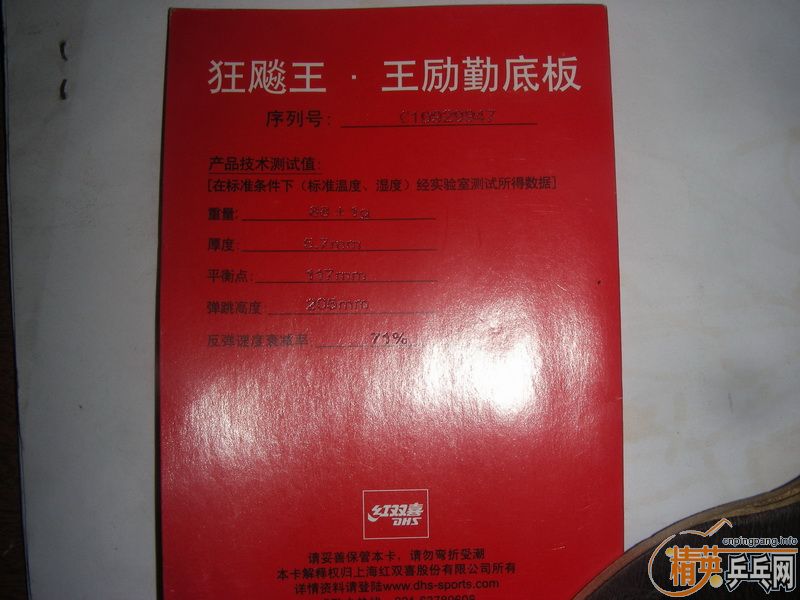 狂飚王·王励勤底板
序列号:
产品技术测试值:
[在标准条件下（标准温度、湿度）经实验室测试所得数据]
重量: 1g
厚度: 6.7mm
平衡点: 117mm
弹跳高度: 205mm
反弹速度衰减率: 71%
红双喜
DHS
请妥善保管本卡，请勿弯折受潮
本卡解释权归上海红双喜股份有限公司所有
详情资料请登陆www.dhs-sports.com
cnpingpang.info
精英乒乓网